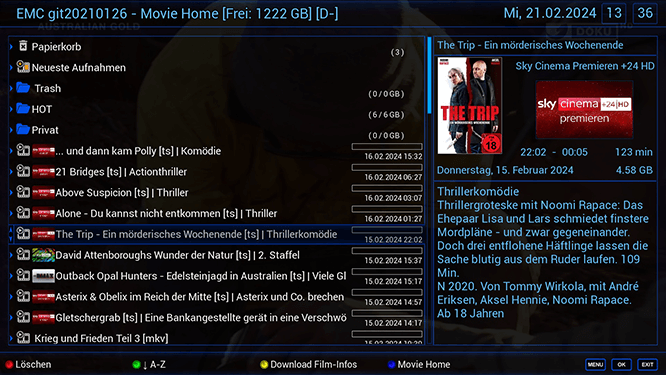 EMC git20210126 - Movie Home [Frei: 1222 GB] [D-]
Mi, 21.02.2024 13 36
Papierkorb
(3)
Neueste Aufnahmen
Trash
(0/0GB)
HOT
(6/6GB)
Privat
(0/0GB)
... und dann kam Polly [ts] | Komödie
16.02.2024 15:32
21 Bridges [ts] | Actionthriller
16.02.2024 06:27
Above Suspicion [ts] | Thriller
16.02.2024 03:07
Alone - Du kannst nicht entkommen [ts] | Thriller
16.02.2024 01:27
The Trip - Ein mörderisches Wochenende [ts] | Thrillerkomödie
15.02.2024 22:02
David Attenboroughs Wunder der Natur [ts] | 2. Staffel
15.02.2024 15:37
Outback Opal Hunters - Edelsteinjagd in Australien [ts] | Viele Gl
15.02.2024 15:17
Asterix & Obelix im Reich der Mitte [ts] | Asterix und Co. brechen
15.02.2024 14:57
Gletschergrab [ts] | Eine Bankangestellte gerät in eine Verschwö
15.02.2024 14:17
Krieg und Frieden Teil 3 [mkv]
The Trip - Ein mörderisches Wochenende
Sky Cinema Premieren +24 HD
THE TRIP
18
sky cinema +24 HD
premieren
22:02 - 00:05 123 min
Donnerstag, 15. Februar 2024 4.58 GB
Thrillerkomödie
Thrillergroteske mit Noomi Rapace: Das
Ehepaar Lisa und Lars schmiedet finstere
Mordpläne - und zwar gegeneinander.
Doch drei entflohene Häftlinge lassen die
Sache blutig aus dem Ruder laufen. 109
Min.
N 2020. Von Tommy Wirkola, mit André
Eriksen, Aksel Hennie, Noomi Rapace.
Ab 18 Jahren
Löschen
↓ A-Z
Download Film-Infos
Movie Home
MENU
OK
EXIT